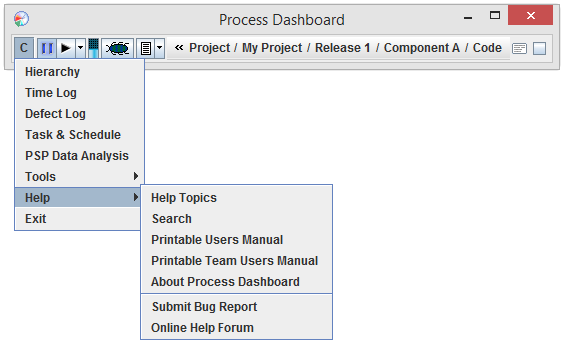 Process Dashboard
C « Project / My Project / Release 1 / Component A / Code
Hierarchy
Time Log
Defect Log
Task & Schedule
PSP Data Analysis
Tools
Help
Exit
Help Topics
Search
Printable Users Manual
Printable Team Users Manual
About Process Dashboard
Submit Bug Report
Online Help Forum